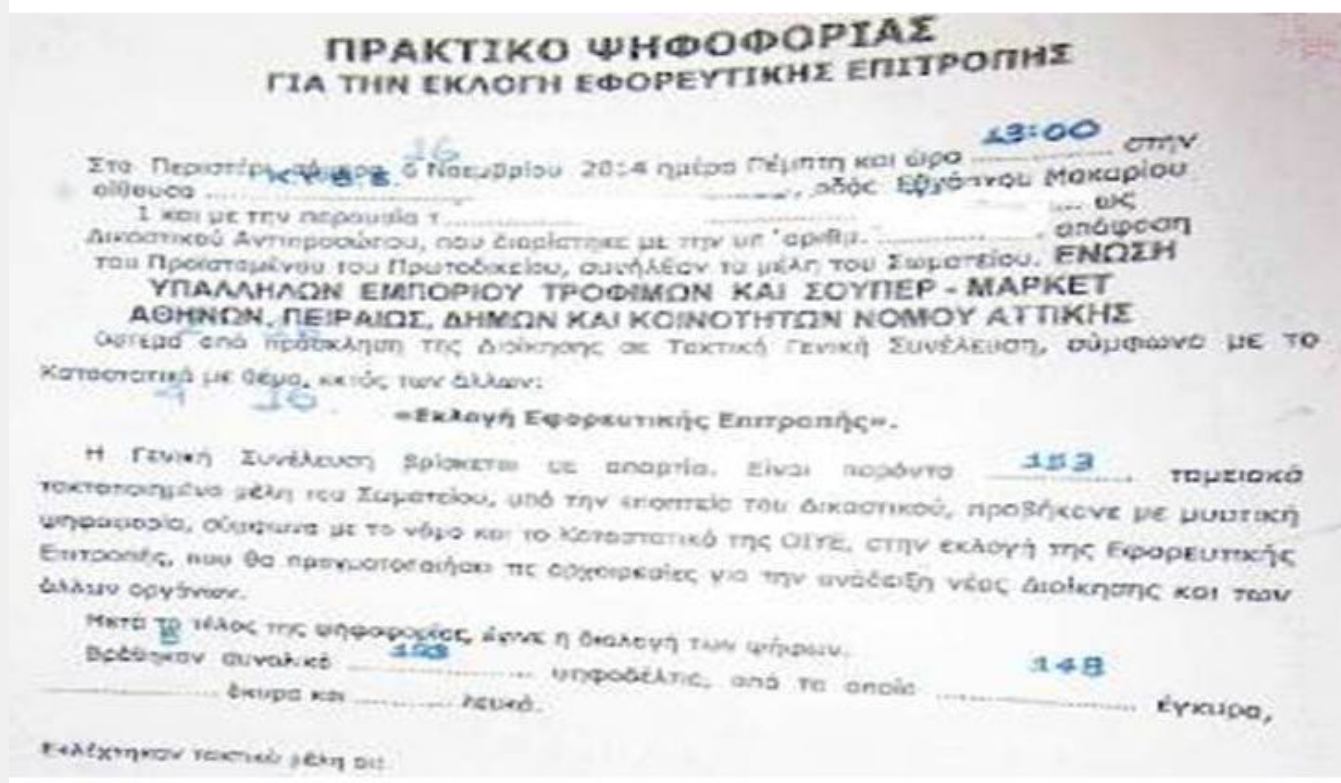 ΠΡΑΚΤΙΚΟ ΨΗΦΟΦΟΡΙΑΣ
ΓΙΑ ΤΗΝ ΕΚΛΟΓΗ ΕΦΟΡΕΥΤΙΚΗΣ ΕΠΙΤΡΟΠΗΣ
16 13:00
Στο Περιστέρι σήμερα 6 Νοεμβρίου 2014 ημέρα Πέμπτη και ώρα ............... στην
αίθουσα ..............., οδός Εθνάρχου Μακαρίου
1 και με την παρουσία τ............... ως
Δικαστικού Αντιπροσώπου, που διορίστηκε με την υπ΄αριθμ. ............... απόφαση
του Προϊσταμένου του Πρωτοδικείου, συνήλθαν τα μέλη του Σωματείου. ΕΝΩΣΗ
ΥΠΑΛΛΗΛΩΝ ΕΜΠΟΡΙΟΥ ΤΡΟΦΙΜΩΝ ΚΑΙ ΣΟΥΠΕΡ - ΜΑΡΚΕΤ
ΑΘΗΝΩΝ, ΠΕΙΡΑΙΩΣ, ΔΗΜΩΝ ΚΑΙ ΚΟΙΝΟΤΗΤΩΝ ΝΟΜΟΥ ΑΤΤΙΚΗΣ
ύστερα από πρόσκληση της Διοίκησης σε Τακτική Γενική Συνέλευση, σύμφωνα με το
Καταστατικό με θέμα, εκτός των άλλων:
16
«Εκλογή Εφορευτικής Επιτροπής».
Η Γενική Συνέλευση βρίσκεται σε απαρτία. Είναι παρόντα 153 ταμειακά
τακτοποιημένα μέλη του Σωματείου, υπό την εποπτεία του Δικαστικού, προβήκανε με μυστική
ψηφοφορία, σύμφωνα με το νόμο και το Καταστατικό της ΟΙΥΕ, στην εκλογή της Εφορευτικής
Επιτροπής, που θα πραγματοποιήσει τις αρχαιρεσίες για την ανάδειξη νέας Διοίκησης και των
άλλων οργάνων.
Μετά το τέλος της ψηφοφορίας, έγινε η διαλογή των ψήφων.
Βρέθηκαν συνολικά 153 ψηφοδέλτια, από τα οποία 148 έγκυρα,
............... άκυρα και ............ λευκά.
Εκλέχτηκαν τακτικά μέλη οι: